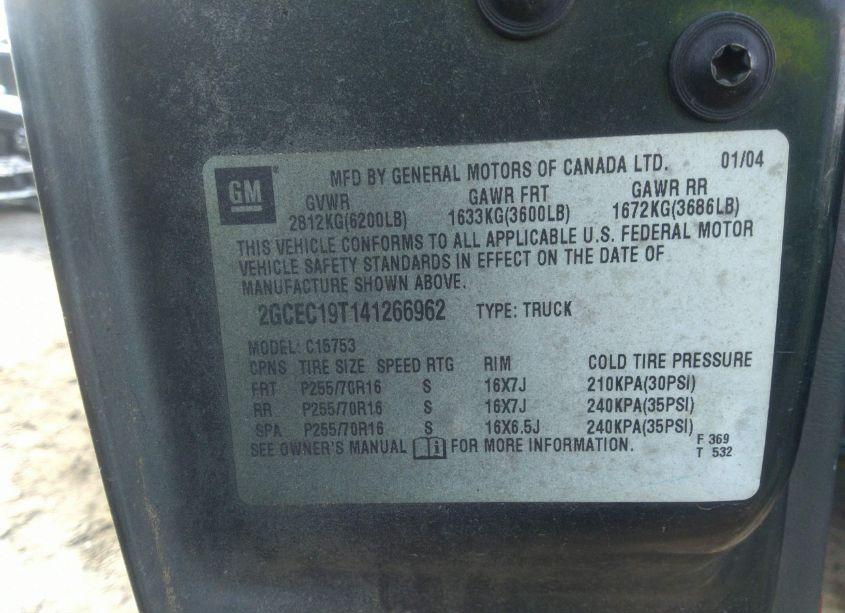 GM
MFD BY GENERAL MOTORS OF CANADA LTD. 01/04
GVWR GAWR FRT GAWR RR
2812KG(6200LB) 1633KG(3600LB) 1672KG(3686LB)
THIS VEHICLE CONFORMS TO ALL APPLICABLE U.S. FEDERAL MOTOR
VEHICLE SAFETY STANDARDS IN EFFECT ON THE DATE OF
MANUFACTURE SHOWN ABOVE.
2GCEC19T141266962 TYPE: TRUCK
MODEL: C15753
CPNS TIRE SIZE SPEED RTG RIM COLD TIRE PRESSURE
FRT P255/70R16 S 16X7J 210KPA(30PSI)
RR P255/70R16 S 16X7J 240KPA(35PSI)
SPA P255/70R16 S 16X6.5J 240KPA(35PSI)
SEE OWNER'S MANUAL FOR MORE INFORMATION. F 369
T 532